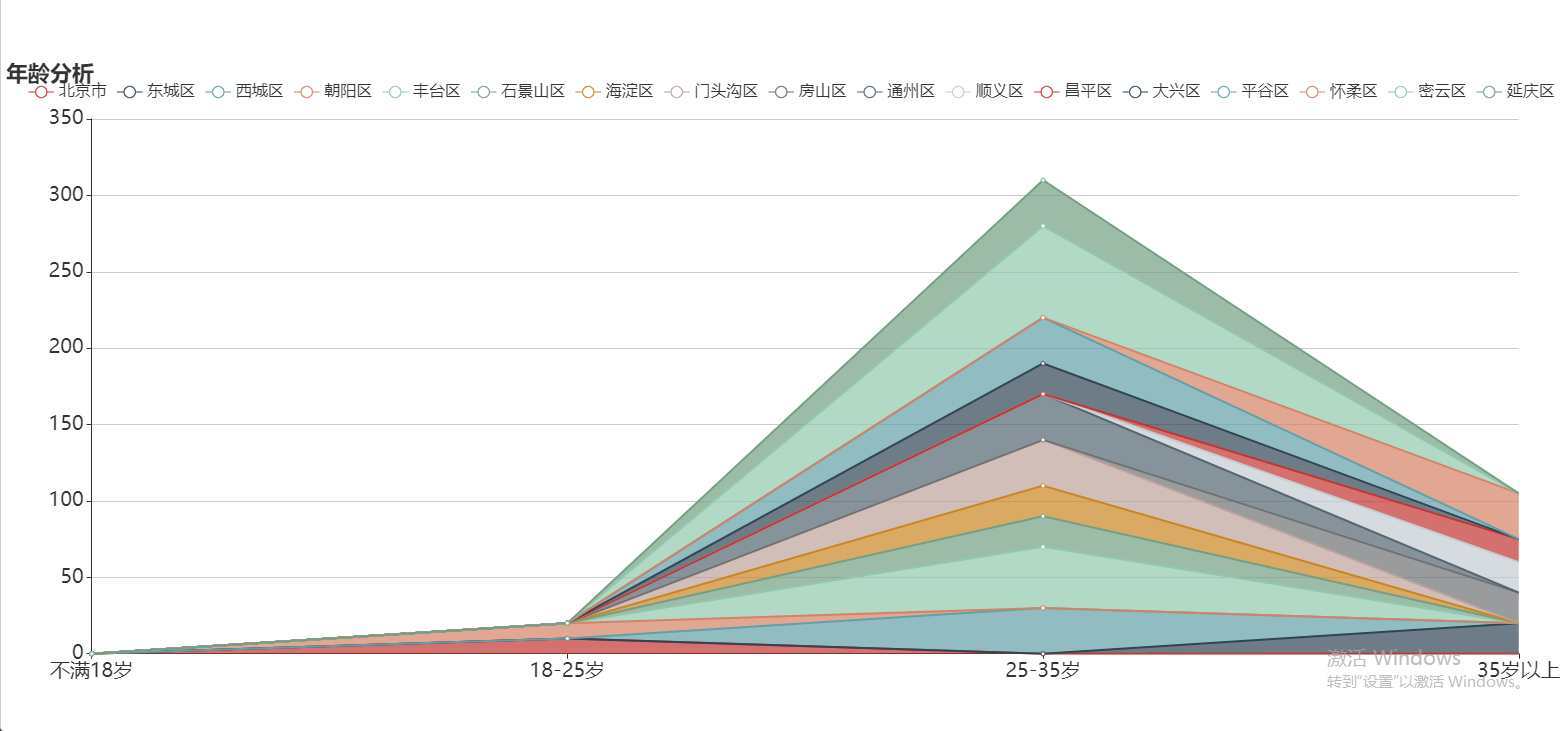 年龄分析
北京市 东城区 西城区 朝阳区 丰台区 石景山区 海淀区 门头沟区 房山区 通州区 顺义区 昌平区 大兴区 平谷区 怀柔区 密云区 延庆区
350
300
250
200
150
100
50
0
不满18岁 18-25岁 25-35岁 35岁以上
激活 Windows
转到"设置"以激活 Windows。